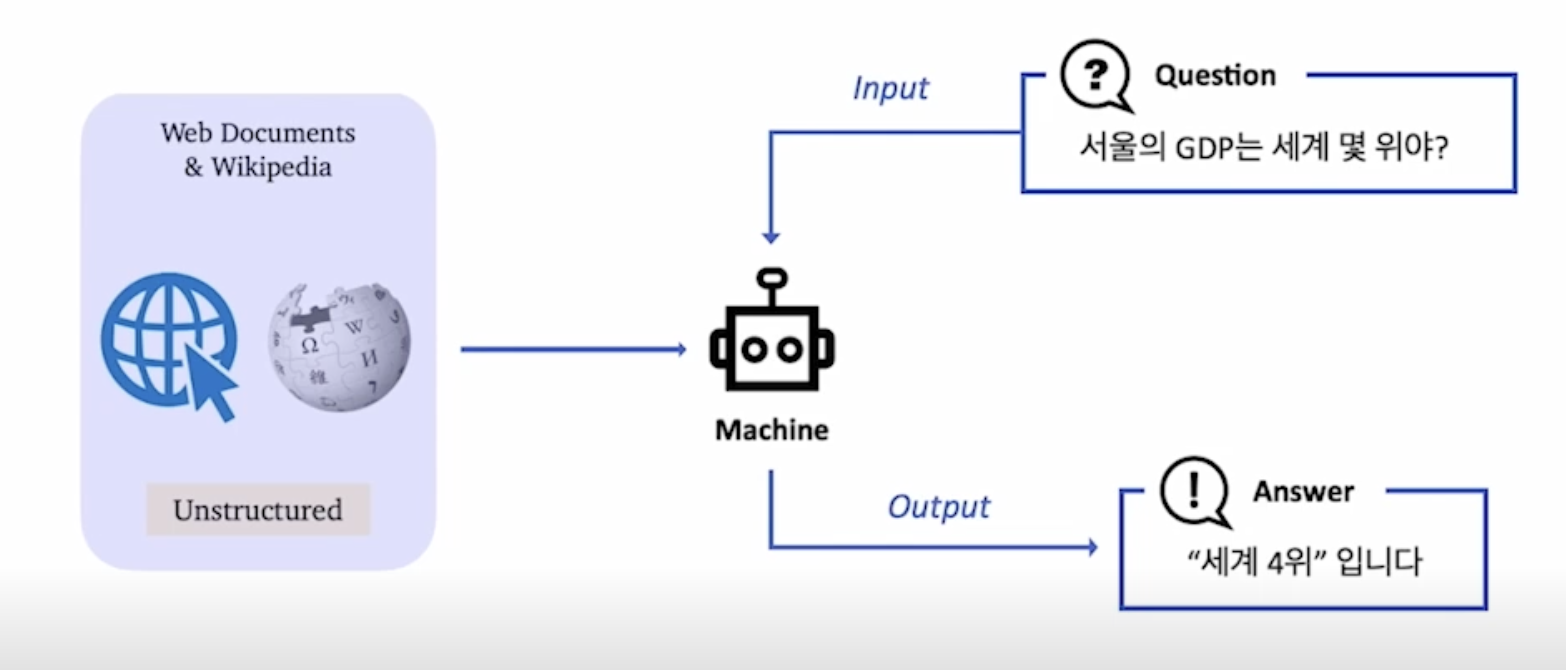 Web Documents
& Wikipedia
Unstructured
Input
Question
서울의 GDP는 세계 몇 위야?
Machine
Output
Answer
“세계 4위” 입니다
Ω
W
И
維